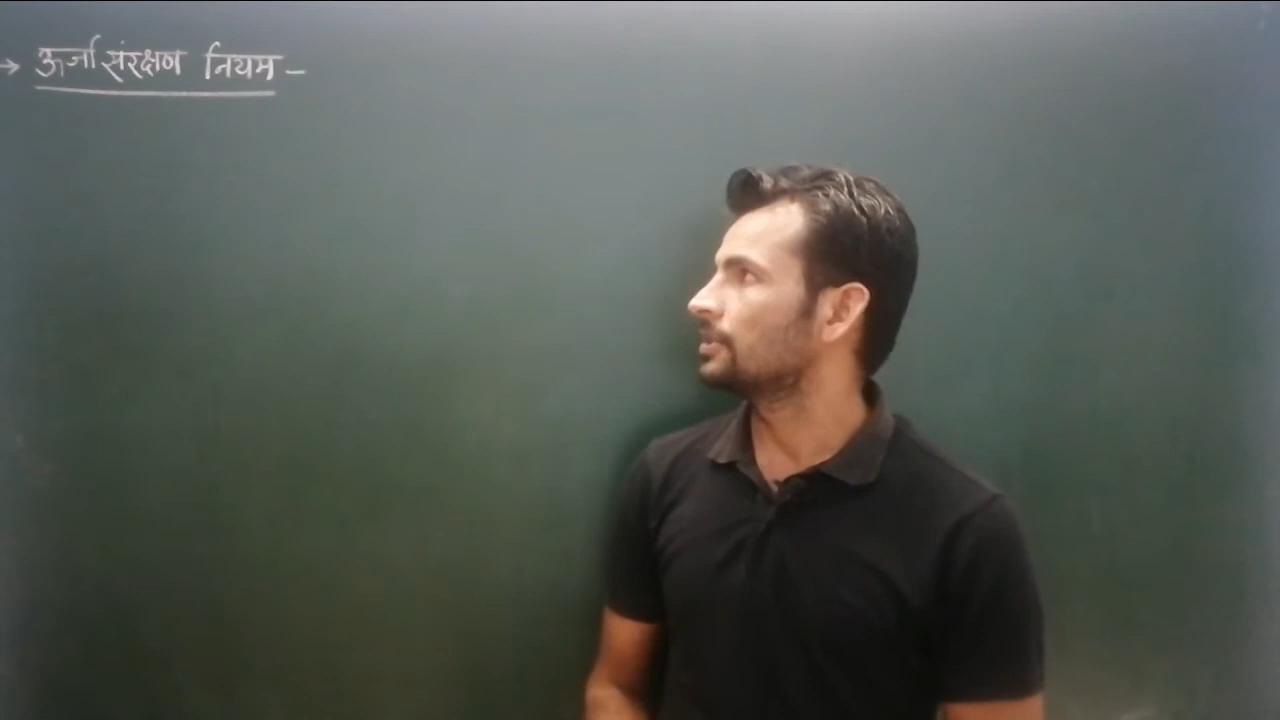 → ऊर्जा संरक्षण नियम –